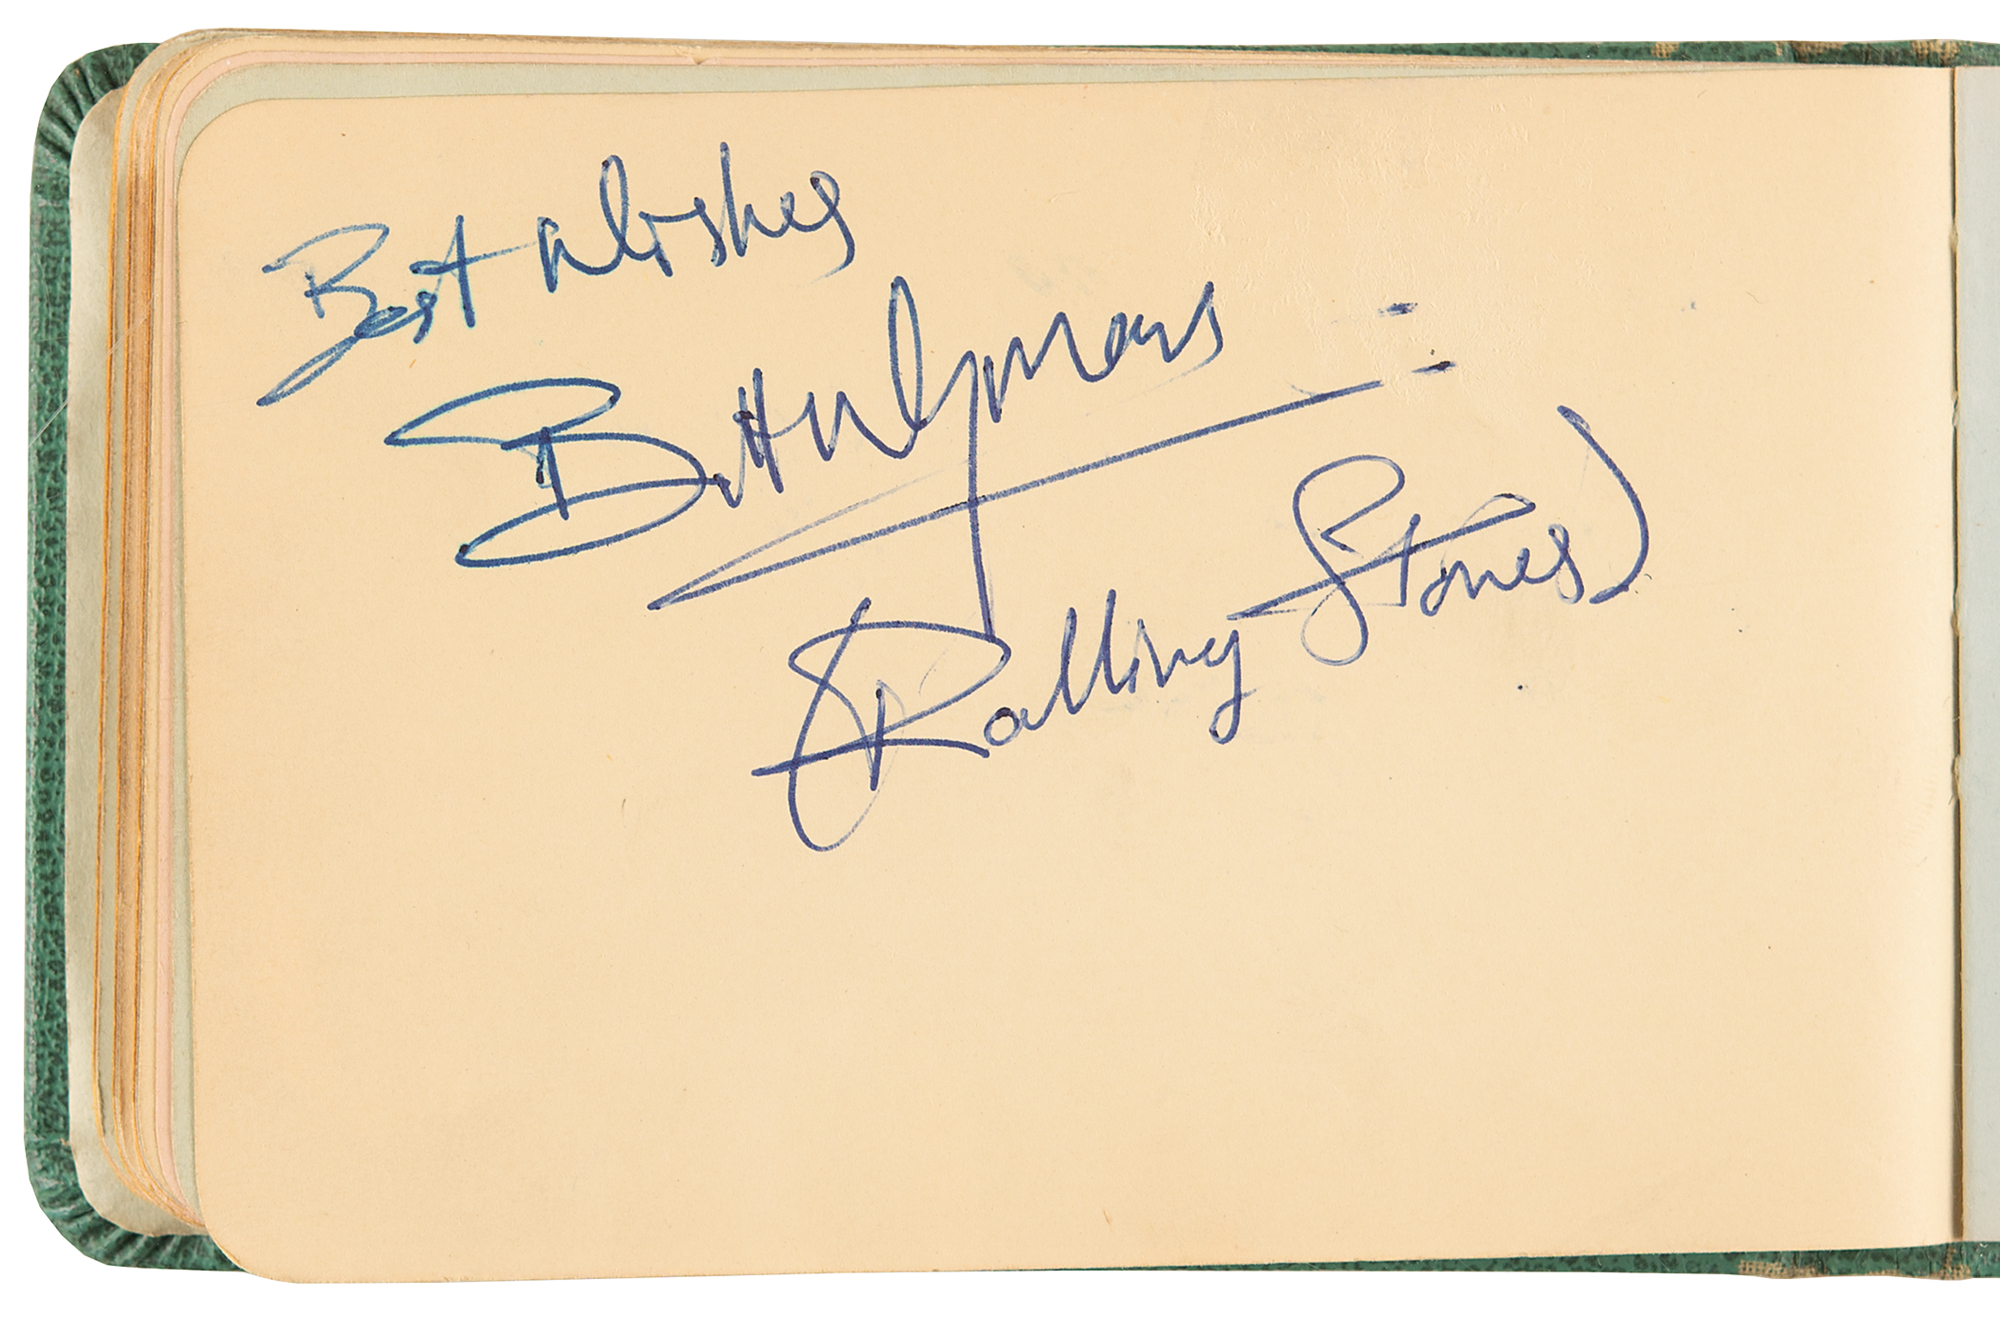 Best Wishes
Bill Wyman
(Rolling Stones)